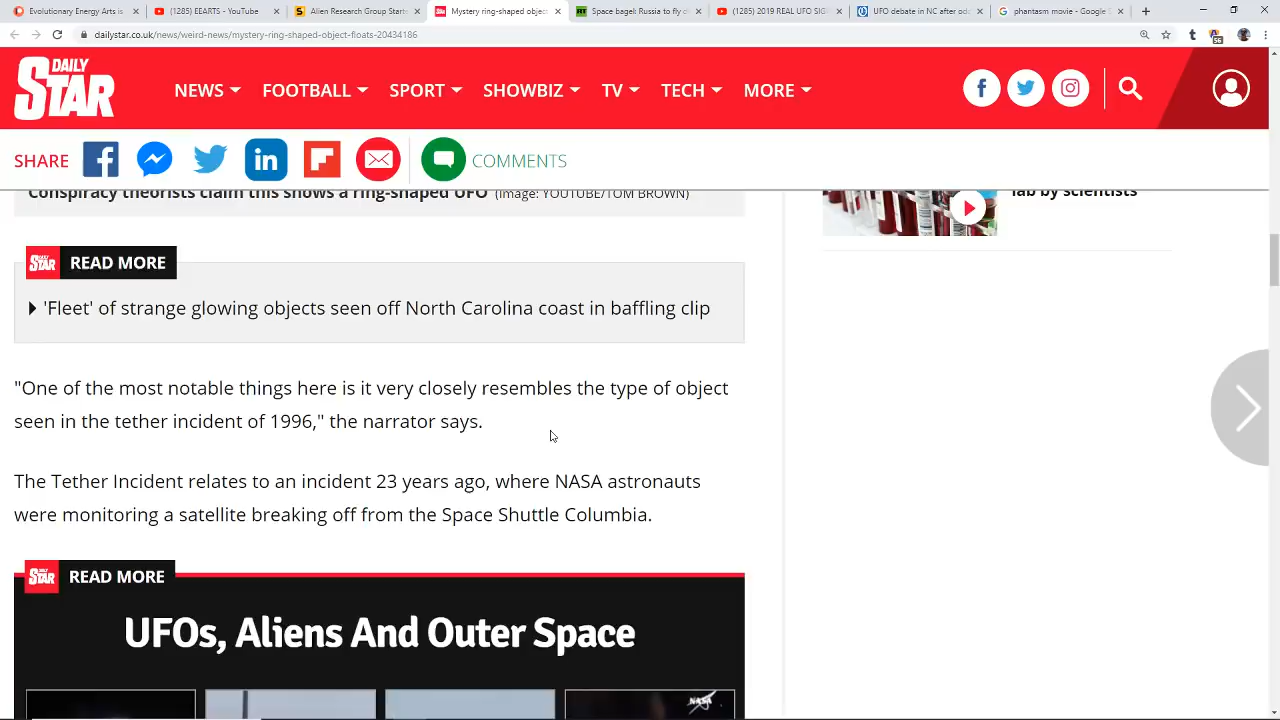 Evolutionary Energy Arts is
(1285) EEARTS - YouTube
Alien Research Group Starts
Mystery ring-shaped object
Space bagel: Russia to fly d
(1285) 2019 REAL UFO SIG
UFO debate in NC after od
phantasm movie - Google S
dailystar.co.uk/news/weird-news/mystery-ring-shaped-object-floats-20434186
DAILY
STAR
NEWS
FOOTBALL
SPORT
SHOWBIZ
TV
TECH
MORE
SHARE
COMMENTS
Conspiracy theorists claim this shows a ring-shaped UFO (Image: YOUTUBE/TOM BROWN)
lab by scientists
DAILY STAR READ MORE
'Fleet' of strange glowing objects seen off North Carolina coast in baffling clip
"One of the most notable things here is it very closely resembles the type of object
seen in the tether incident of 1996," the narrator says.
The Tether Incident relates to an incident 23 years ago, where NASA astronauts
were monitoring a satellite breaking off from the Space Shuttle Columbia.
DAILY STAR READ MORE
UFOs, Aliens And Outer Space
NASA